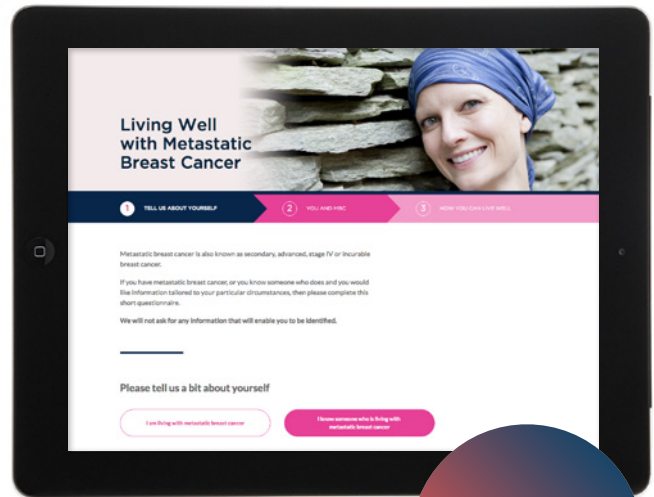 Living Well
with Metastatic
Breast Cancer
1 TELL US ABOUT YOURSELF
2 YOU AND MBC
3 HOW YOU CAN LIVE WELL
Metastatic breast cancer is also known as secondary, advanced, stage IV or incurable
breast cancer.
If you have metastatic breast cancer, or you know someone who does and you would
like information tailored to your particular circumstances, then please complete this
short questionnaire.
We will not ask for any information that will enable you to be identified.
Please tell us a bit about yourself
I am living with metastatic breast cancer
I know someone who is living with
metastatic breast cancer